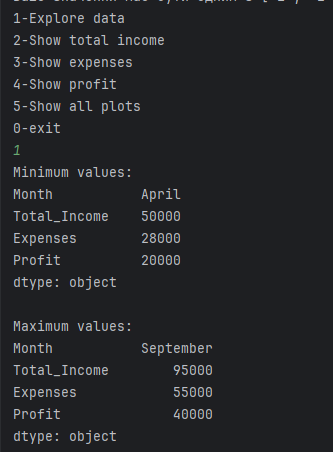 1-Explore data
2-Show total income
3-Show expenses
4-Show profit
5-Show all plots
0-exit
1
Minimum values:
Month April
Total_Income 50000
Expenses 28000
Profit 20000
dtype: object
Maximum values:
Month September
Total_Income 95000
Expenses 55000
Profit 40000
dtype: object